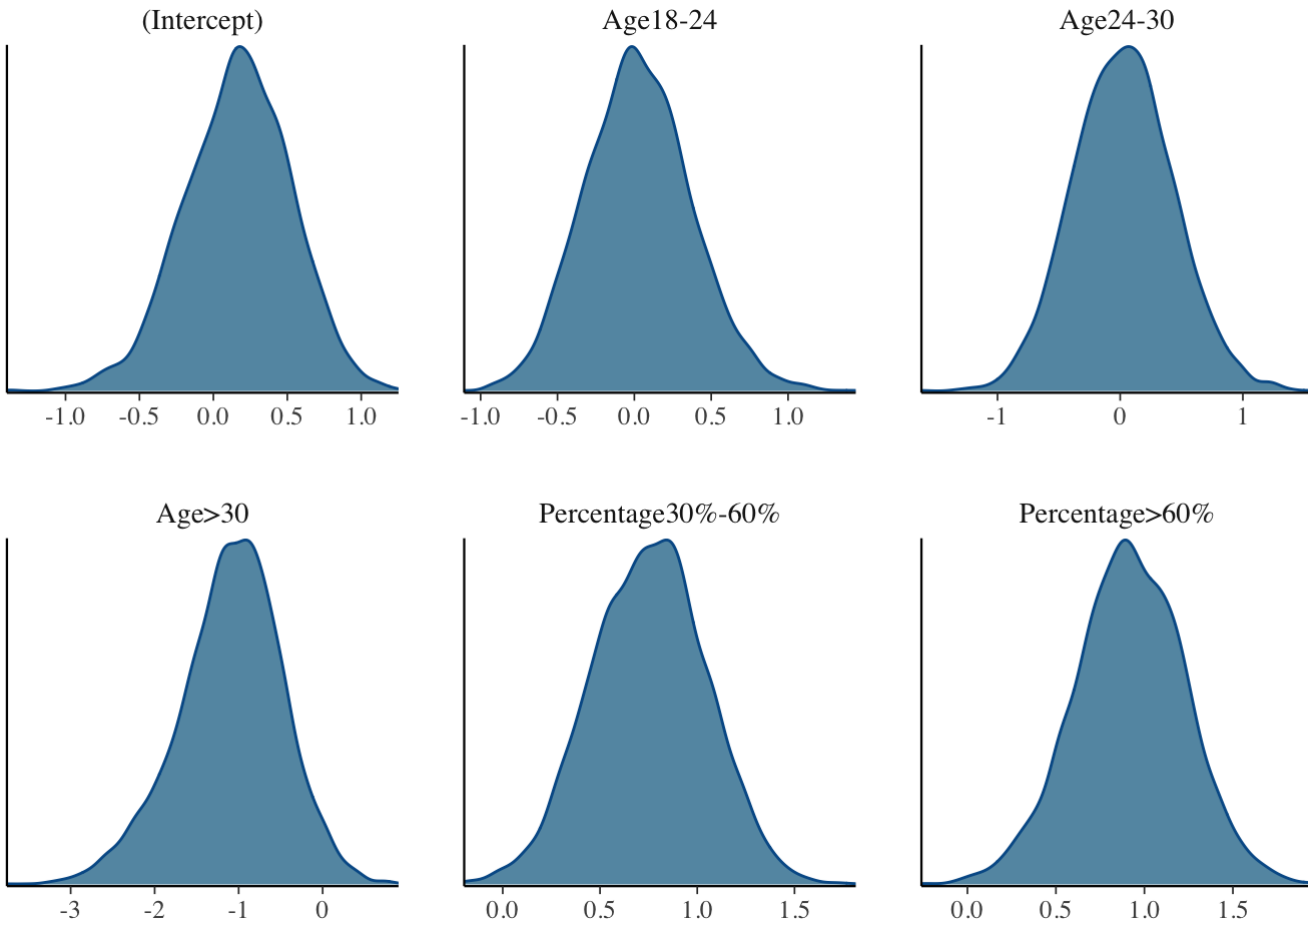 (Intercept) Age18-24 Age24-30
-1.0 -0.5 0.0 0.5 1.0 -1.0 -0.5 0.0 0.5 1.0 -1 0 1
Age>30 Percentage30%-60% Percentage>60%
-3 -2 -1 0 0.0 0.5 1.0 1.5 0.0 0.5 1.0 1.5